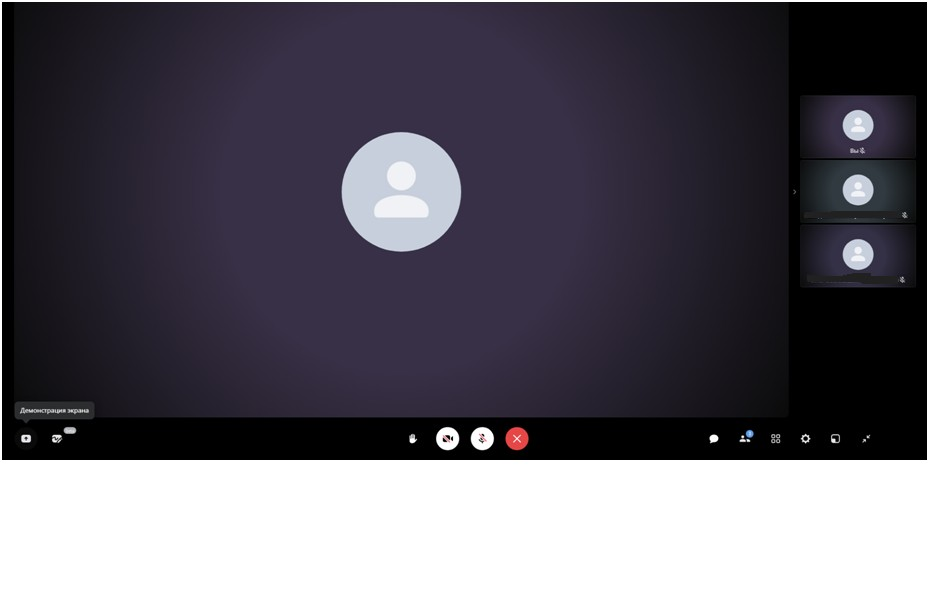 Вы
Демонстрация экрана